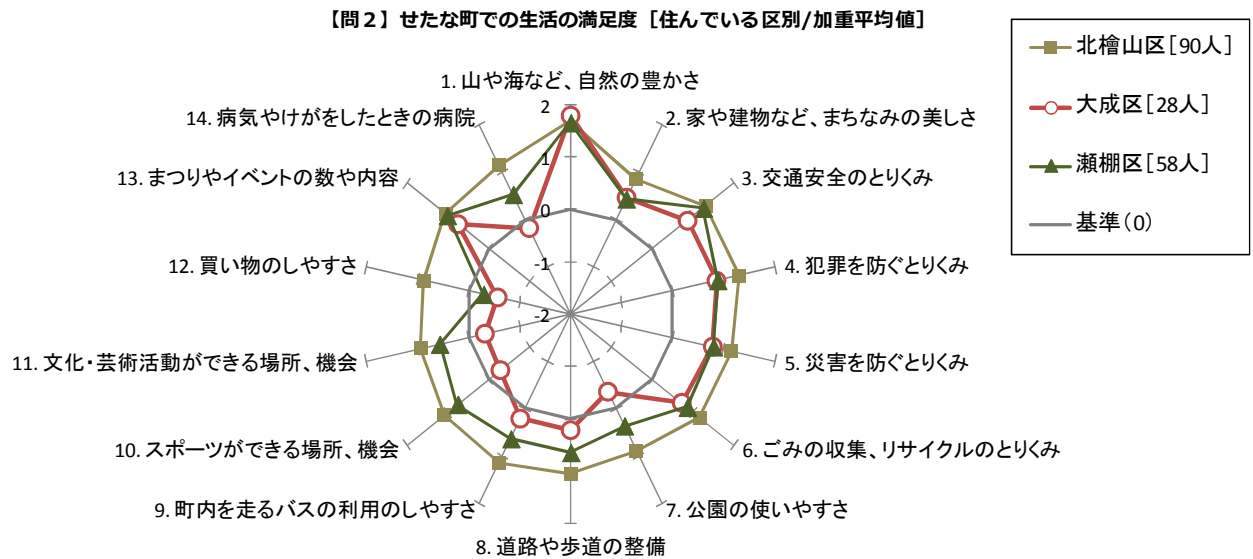 【問２】せたな町での生活の満足度［住んでいる区別/加重平均値］
北檜山区［90人］
大成区［28人］
瀬棚区［58人］
基準（0）
1. 山や海など、自然の豊かさ
2. 家や建物など、まちなみの美しさ
3. 交通安全のとりくみ
4. 犯罪を防ぐとりくみ
5. 災害を防ぐとりくみ
6. ごみの収集、リサイクルのとりくみ
7. 公園の使いやすさ
8. 道路や歩道の整備
9. 町内を走るバスの利用のしやすさ
10. スポーツができる場所、機会
11. 文化・芸術活動ができる場所、機会
12. 買い物のしやすさ
13. まつりやイベントの数や内容
14. 病気やけがをしたときの病院
2
1
0
-1
-2